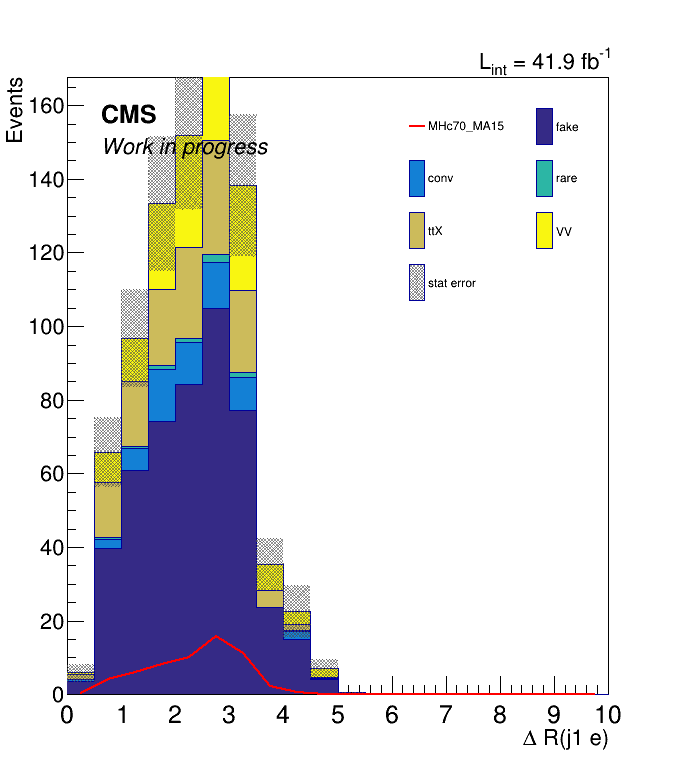 L_int = 41.9 fb^-1
Events
CMS
Work in progress
MHc70_MA15
fake
conv
rare
ttX
VV
stat error
160
140
120
100
80
60
40
20
0
0 1 2 3 4 5 6 7 8 9 10
Δ R(j1 e)